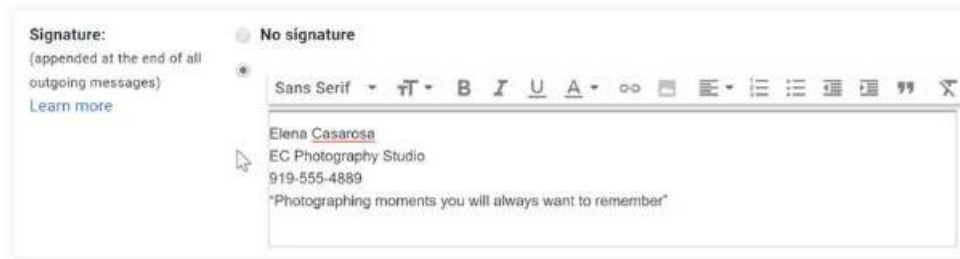 Signature:
(appended at the end of all
outgoing messages)
Learn more
No signature
Sans Serif
Elena Casarosa
EC Photography Studio
919-555-4889
"Photographing moments you will always want to remember"